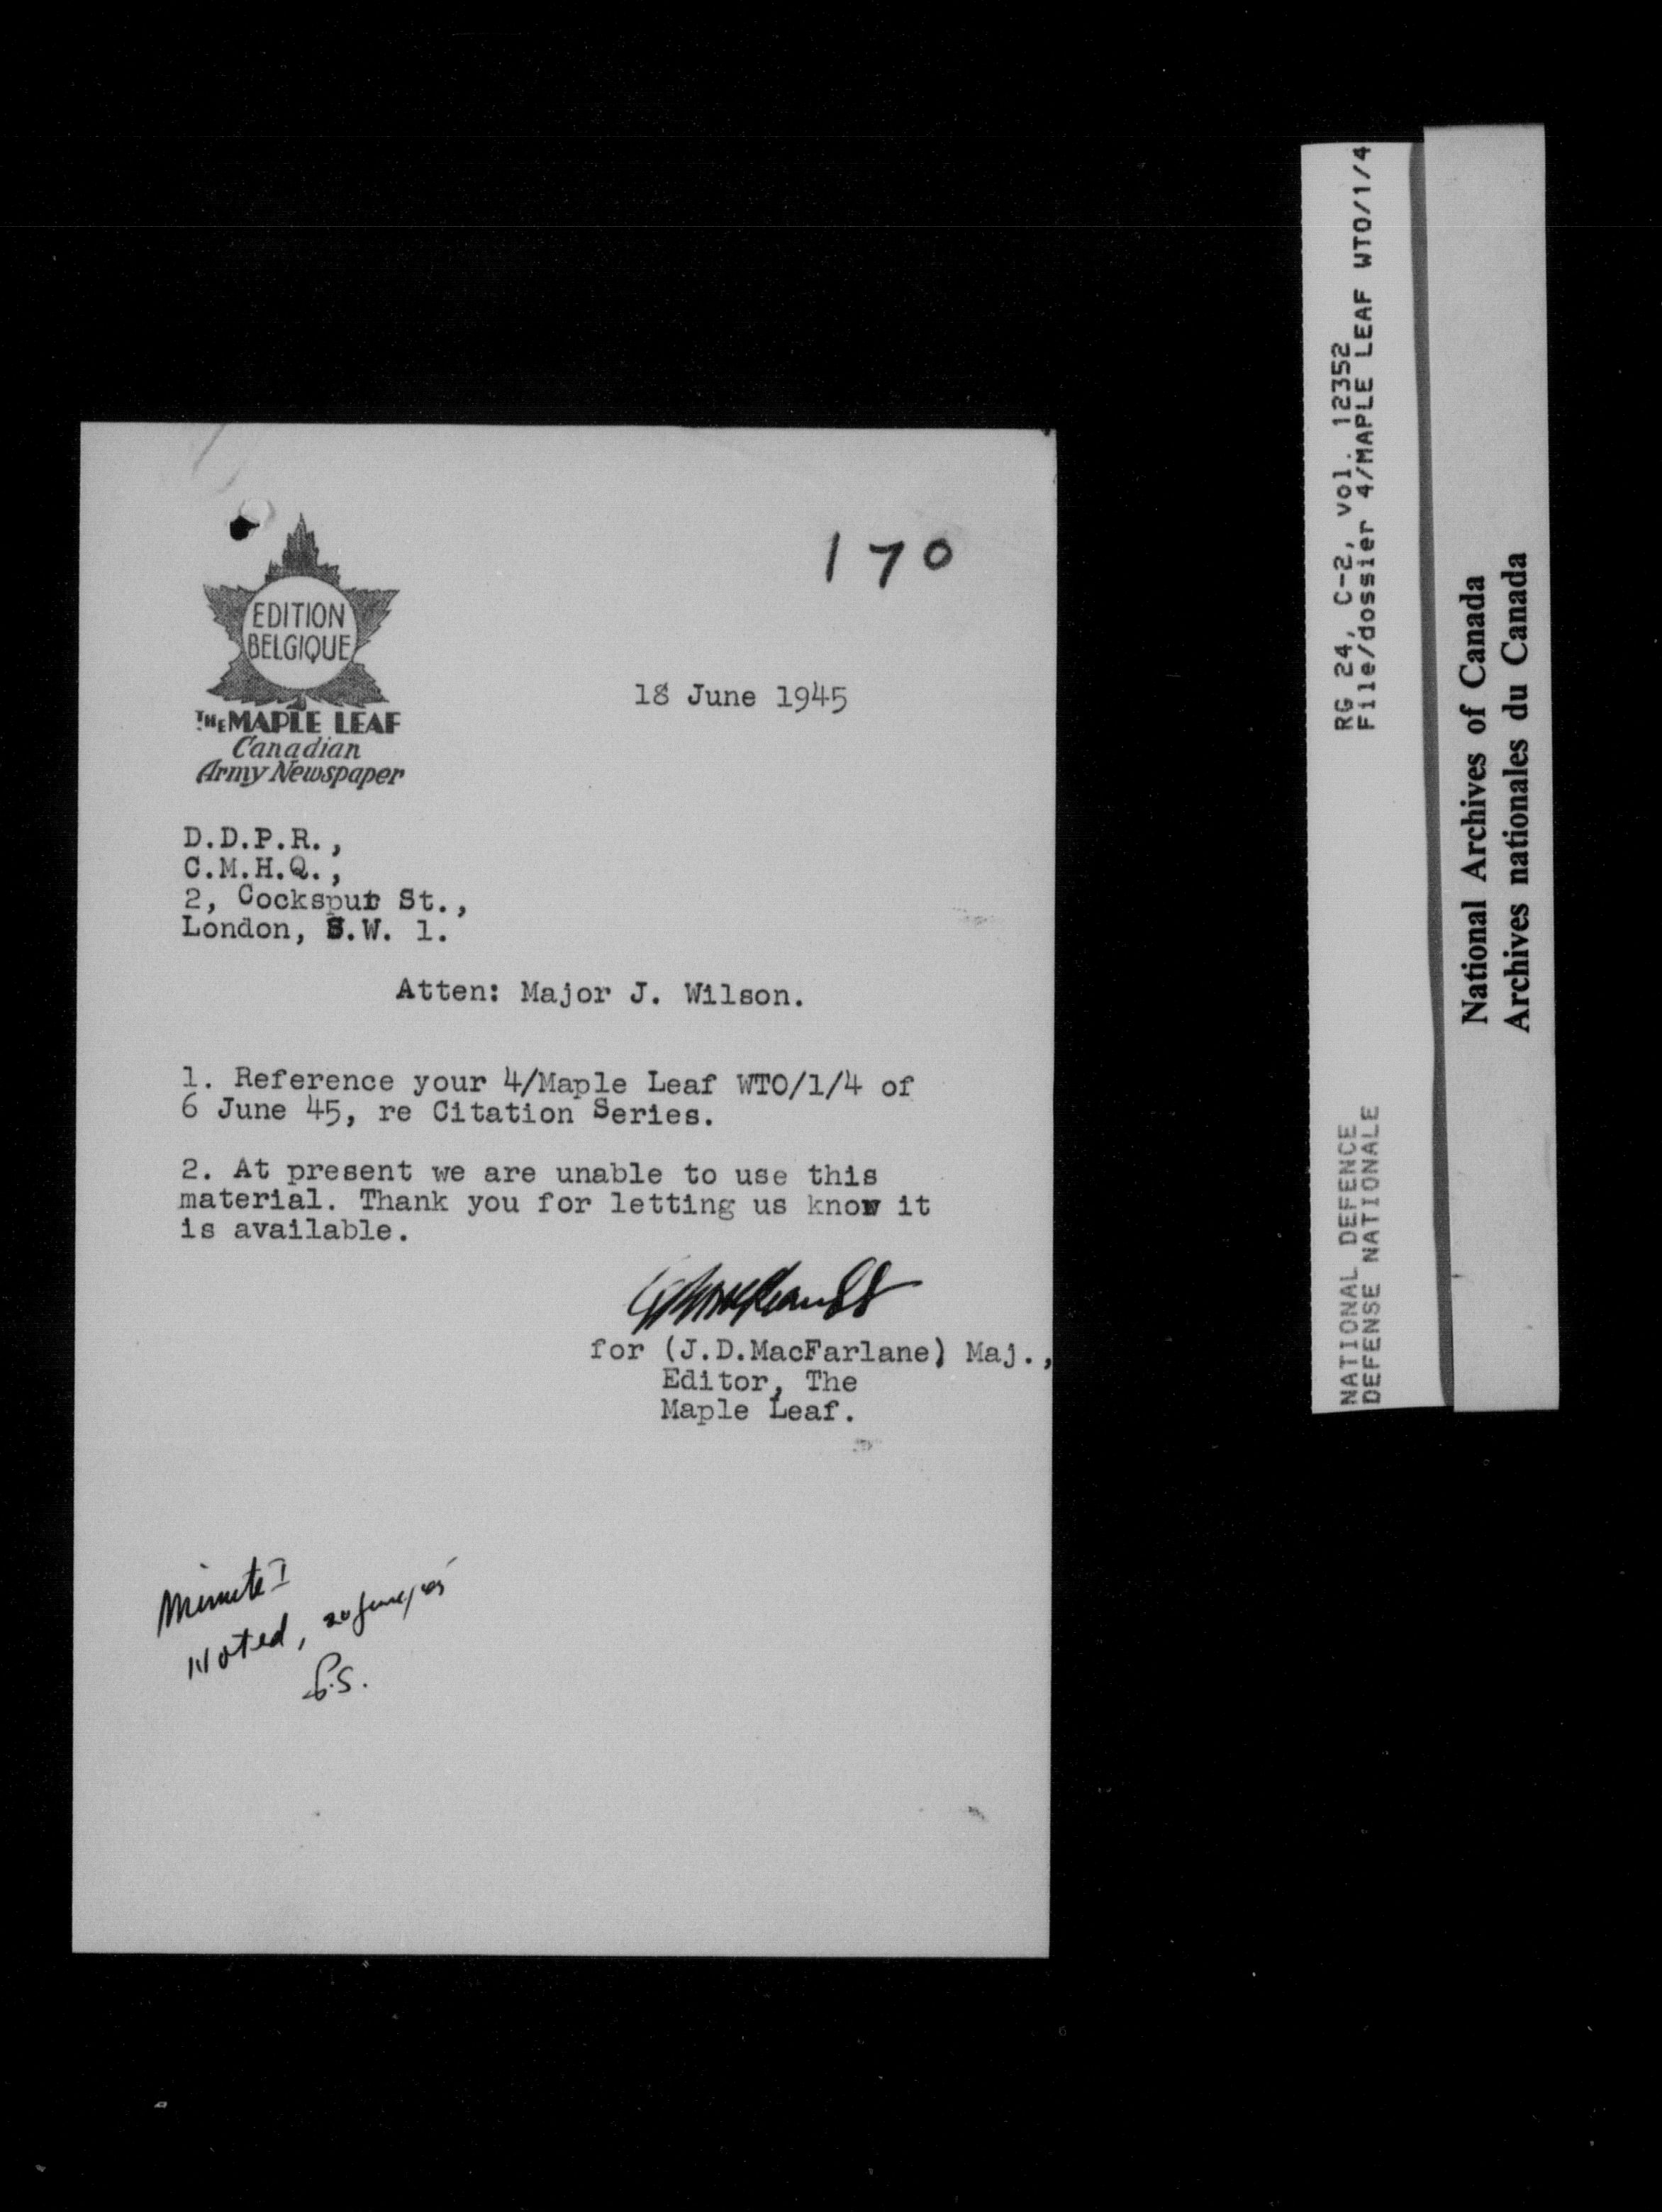 170
EDITION
BELGIQUE
THE MAPLE LEAF
Canadian
Army Newspaper
18 June 1945
D.D.P.R.,
C.M.H.Q.,
2, Cockspur St.,
London, S.W. 1.
Atten: Major J. Wilson.
1. Reference your 4/Maple Leaf WTO/1/4 of
6 June 45, re Citation Series.
2. At present we are unable to use this
material. Thank you for letting us know it
is available.
for (J.D.MacFarlane) Maj.,
Editor, The
Maple Leaf.
Minute I
Noted, 20 June/45
RG 24, C-2, vol. 12352
File/dossier 4/MAPLE LEAF WTO/1/4
NATIONAL DEFENCE
DEFENSE NATIONALE
National Archives of Canada
Archives nationales du Canada